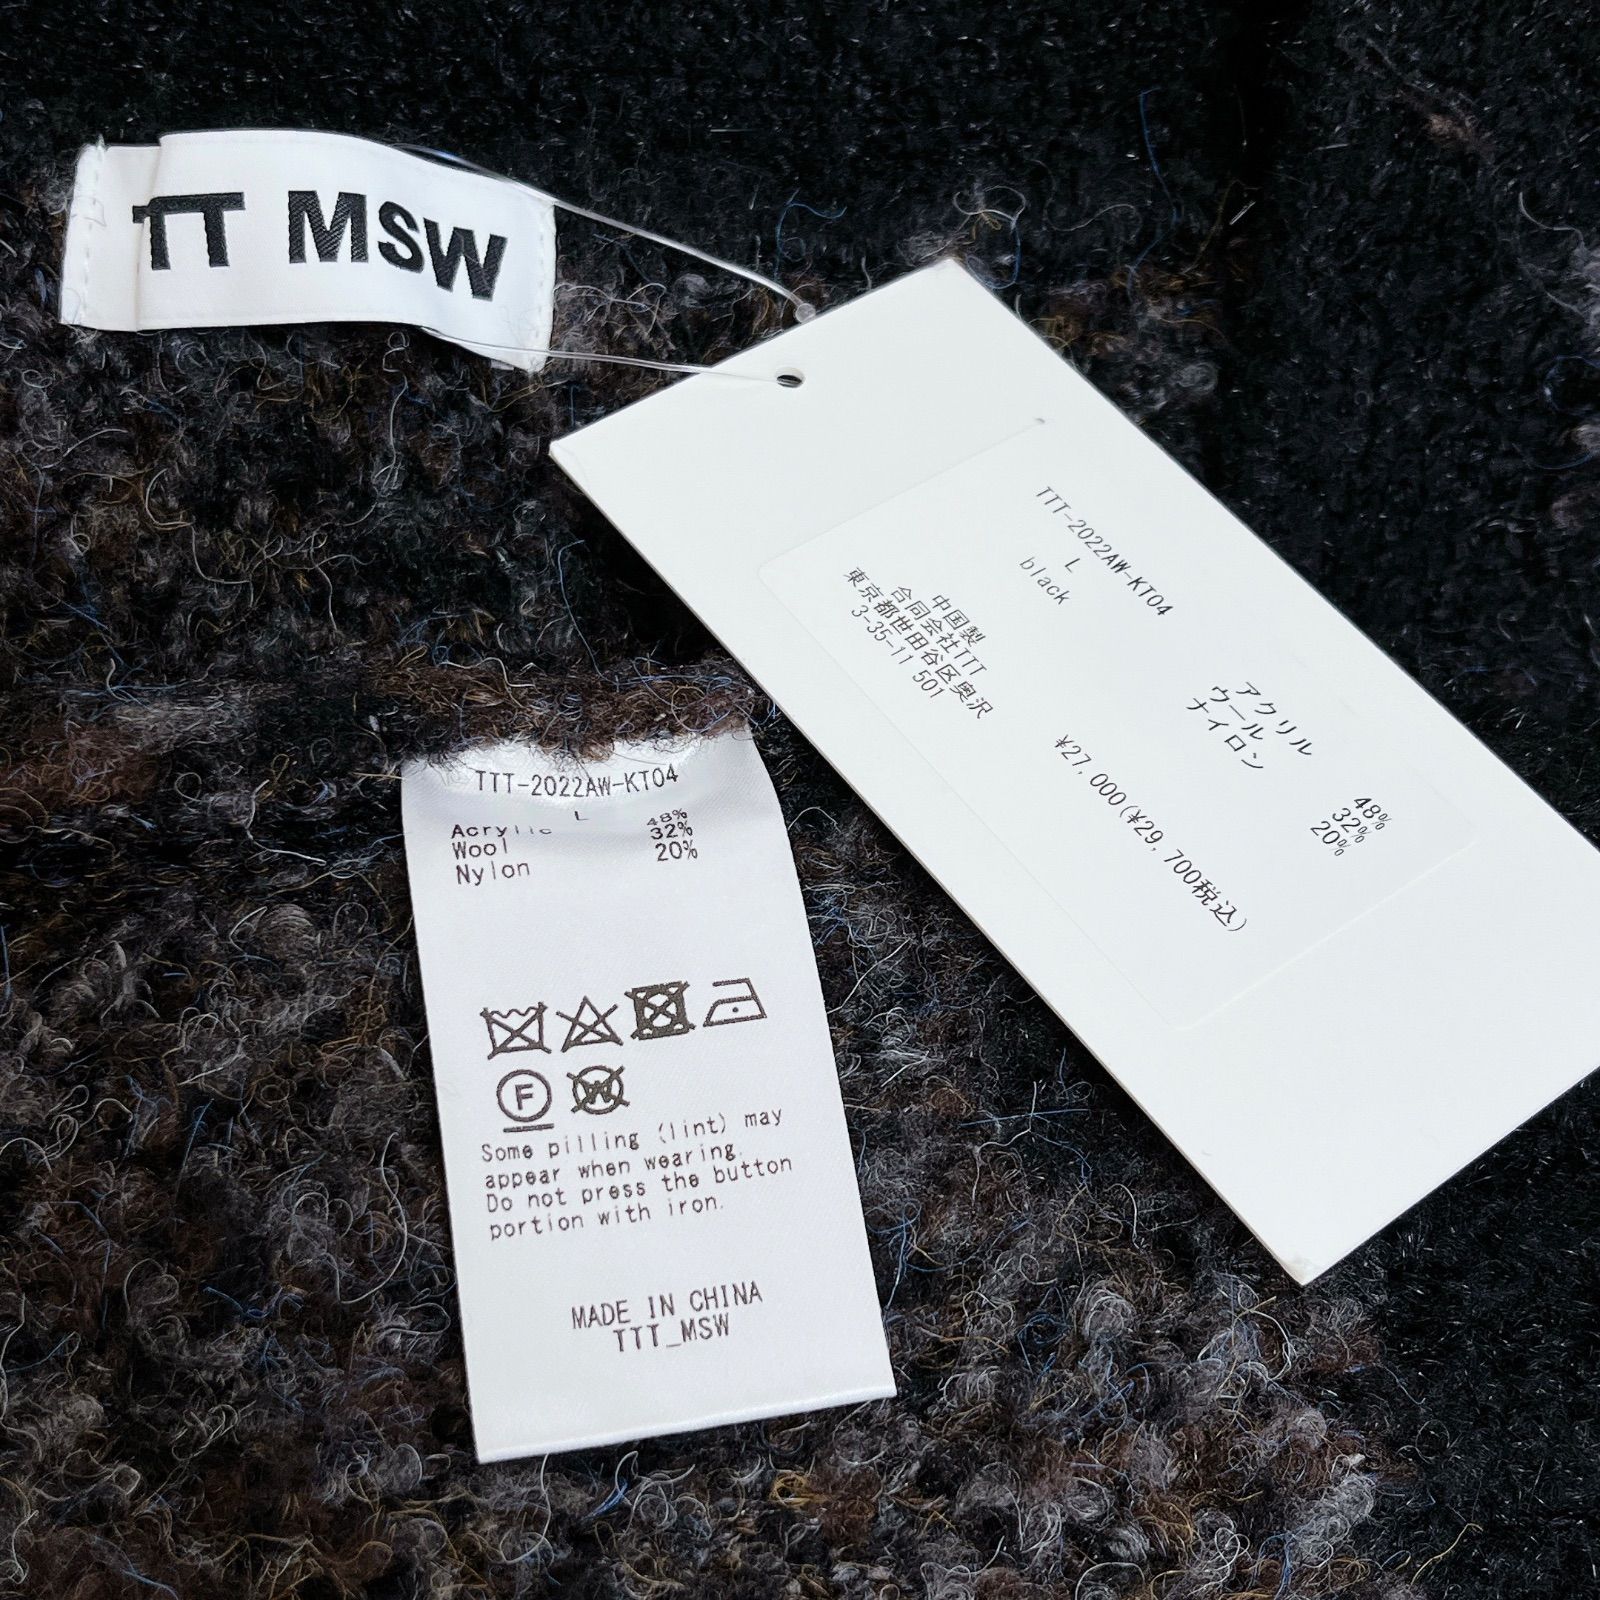 TT MSW
TTT-2022AW-KT04
L
black
中国製
合同会社TTT
東京都世田谷区奥沢
3-35-11 501
アクリル 48%
ウール 32%
ナイロン 20%
¥27,000(¥29,700税込)
TTT-2022AW-KT04
L
Acrylic 48%
Wool 32%
Nylon 20%
F
W
Some pilling (lint) may
appear when wearing.
Do not press the button
portion with iron.
MADE IN CHINA
TTT_MSW